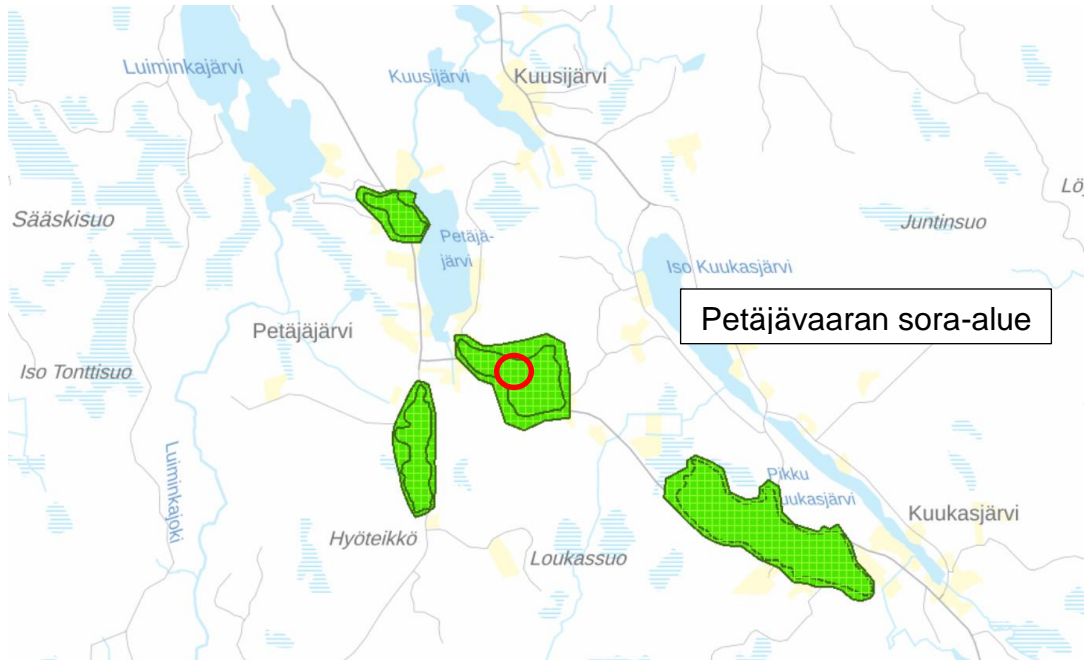 Luiminkajärvi
Kuusijärvi
Kuusijärvi
Sääskisuo
Petäjä-
järvi
Juntinsuo
Iso Kuukasjärvi
Petäjävaaran sora-alue
Petäjäjärvi
Iso Tonttisuo
Luiminkajoki
Pikku
Kuukasjärvi
Hyöteikkö
Loukassuo